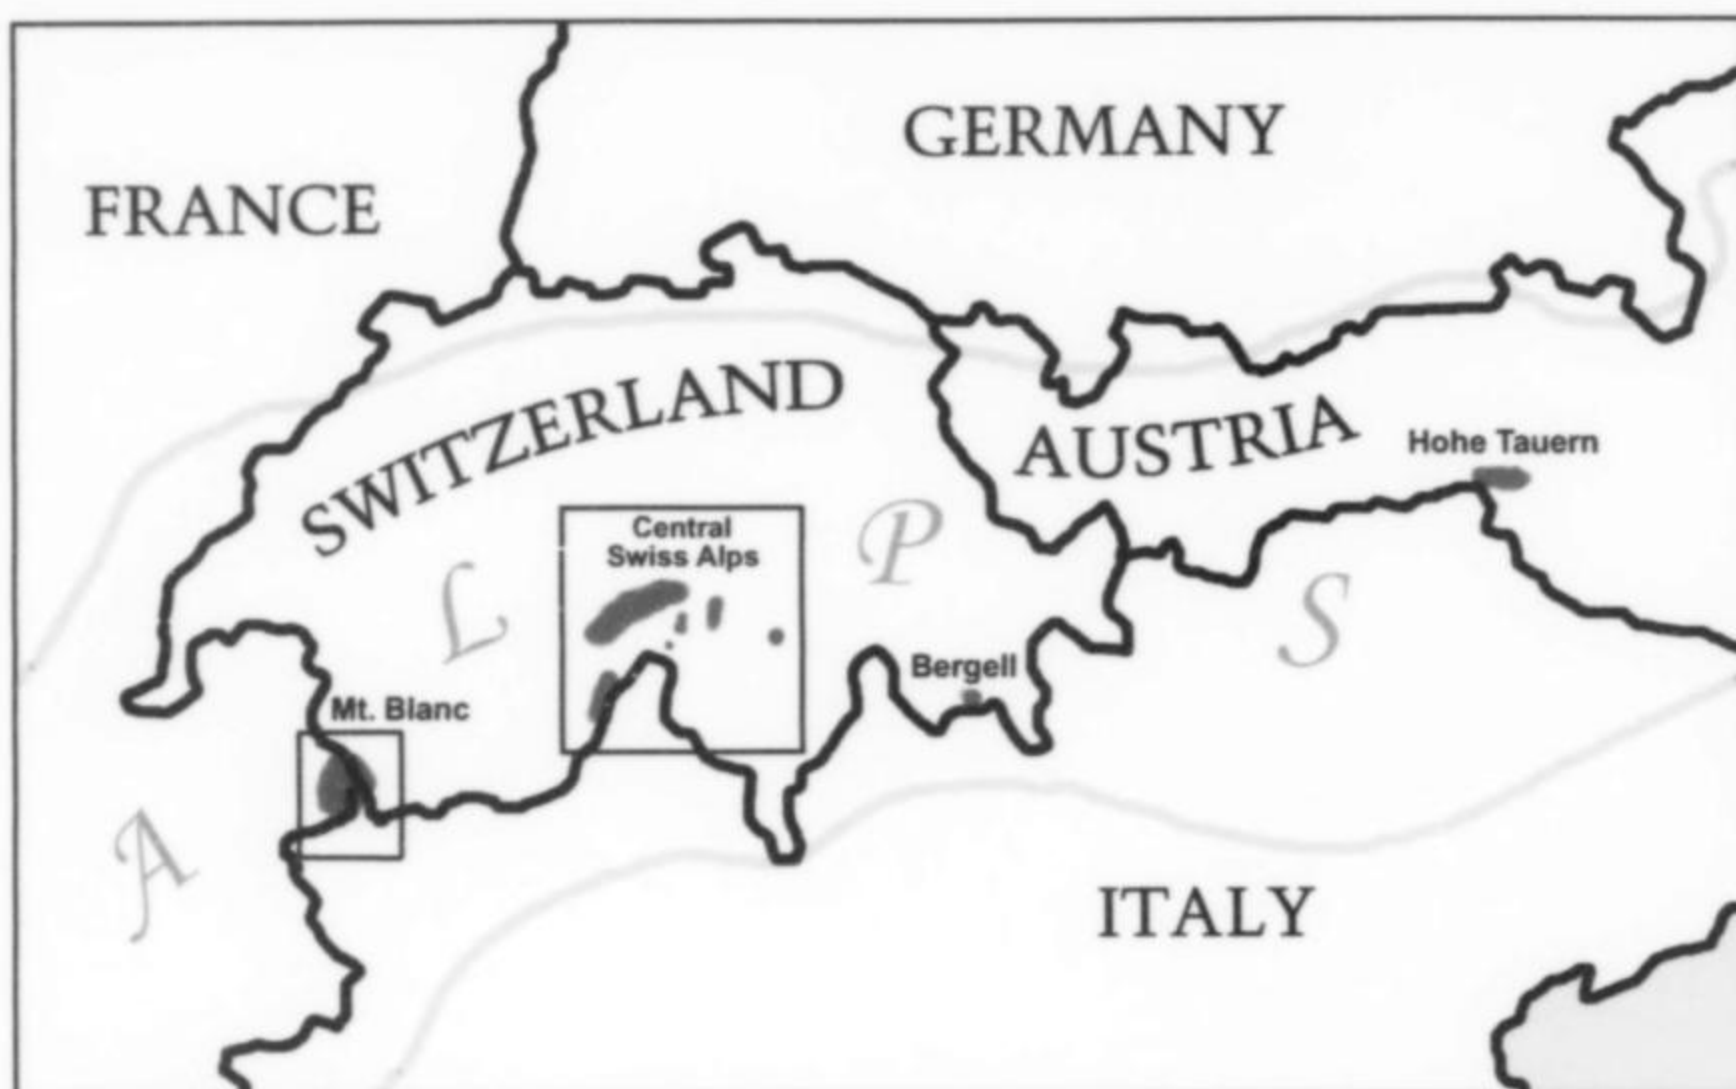 GERMANY
FRANCE
SWITZERLAND
AUSTRIA
Hohe Tauern
Central
Swiss Alps
A L P S
Bergell
Mt. Blanc
ITALY